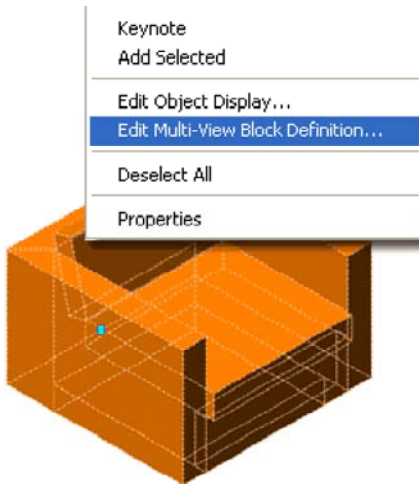 Keynote
Add Selected
Edit Object Display...
Edit Multi-View Block Definition...
Deselect All
Properties